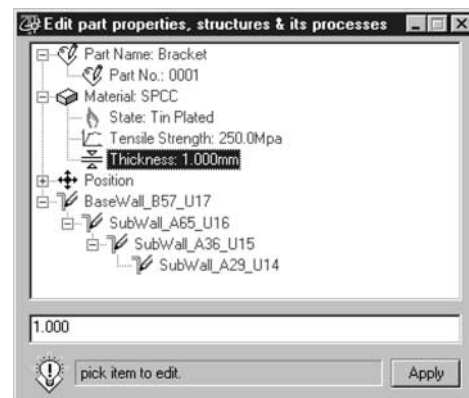 Edit part properties, structures & its processes
Part Name: Bracket
Part No.: 0001
Material: SPCC
State: Tin Plated
Tensile Strength: 250.0Mpa
Thickness: 1.000mm
Position
BaseWall_B57_U17
SubWall_A65_U16
SubWall_A36_U15
SubWall_A29_U14
1.000
pick item to edit.
Apply